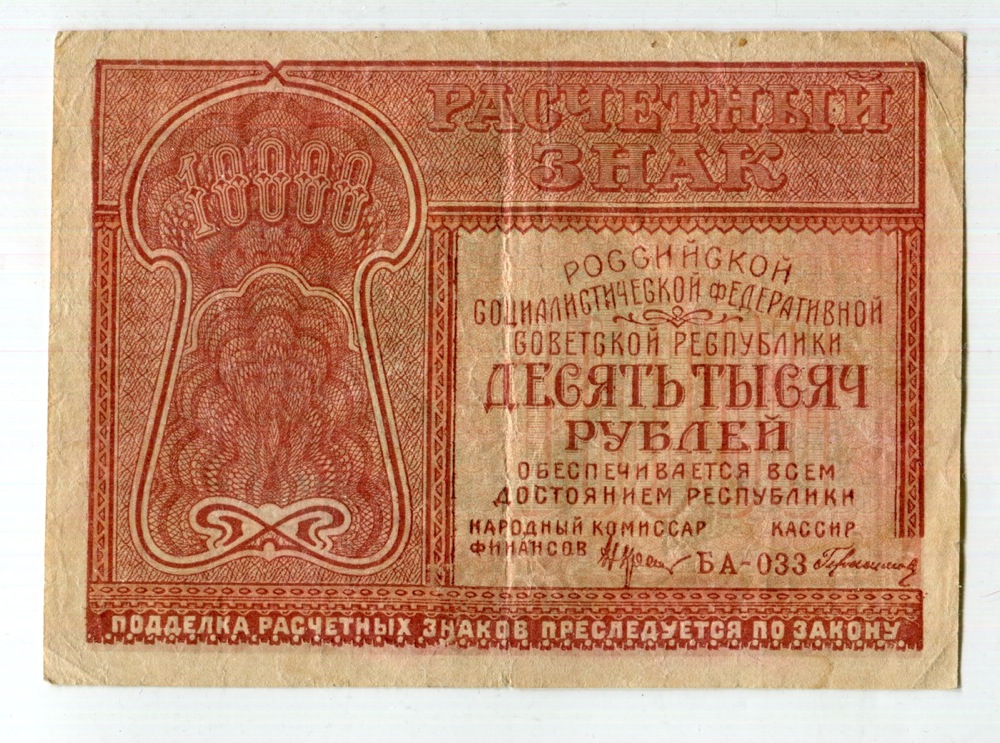 РАСЧЕТНЫЙ
ЗНАК
10000
РОССИЙСКОЙ
СОЦИАЛИСТИЧЕСКОЙ ФЕДЕРАТИВНОЙ
СОВЕТСКОЙ РЕСПУБЛИКИ
ДЕСЯТЬ ТЫСЯЧ
РУБЛЕЙ
ОБЕСПЕЧИВАЕТСЯ ВСЕМ
ДОСТОЯНИЕМ РЕСПУБЛИКИ
НАРОДНЫЙ КОМИССАР КАССИР
ФИНАНСОВ
БА-033
ПОДДЕЛКА РАСЧЕТНЫХ ЗНАКОВ ПРЕСЛЕДУЕТСЯ ПО ЗАКОНУ